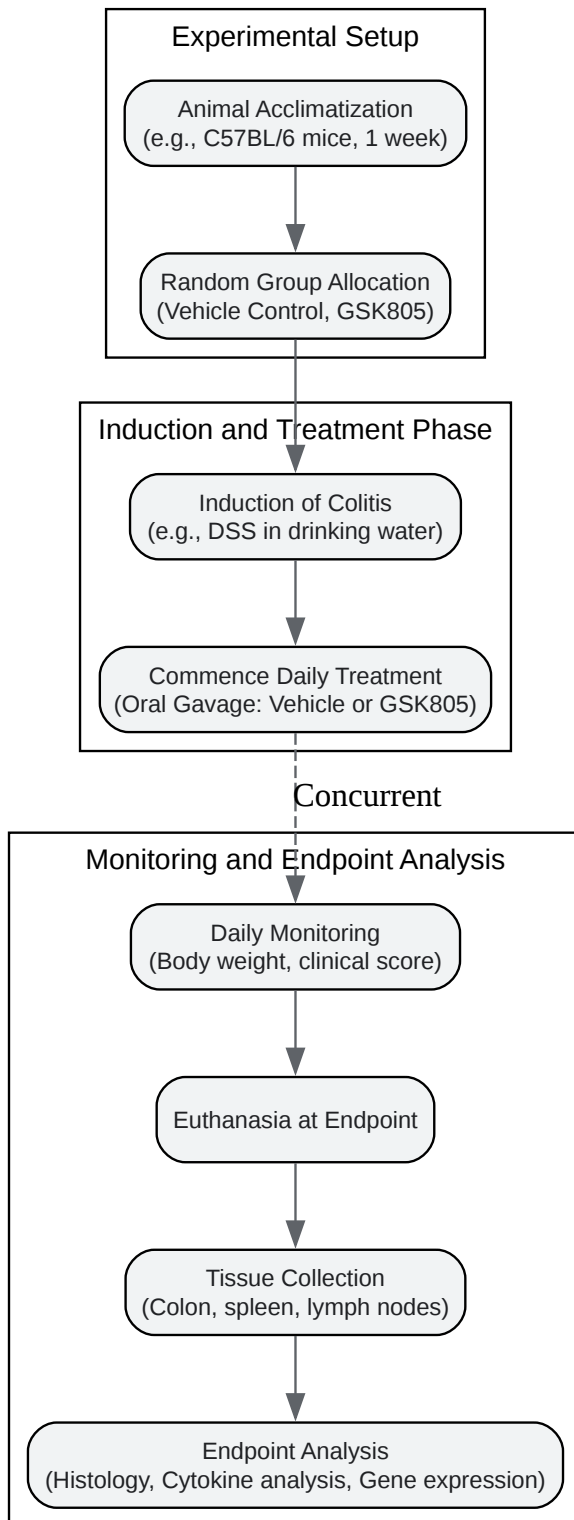 Experimental Setup
Animal Acclimatization
(e.g., C57BL/6 mice, 1 week)
Random Group Allocation
(Vehicle Control, GSK805)
Induction and Treatment Phase
Induction of Colitis
(e.g., DSS in drinking water)
Commence Daily Treatment
(Oral Gavage: Vehicle or GSK805)
Concurrent
Monitoring and Endpoint Analysis
Daily Monitoring
(Body weight, clinical score)
Euthanasia at Endpoint
Tissue Collection
(Colon, spleen, lymph nodes)
Endpoint Analysis
(Histology, Cytokine analysis, Gene expression)